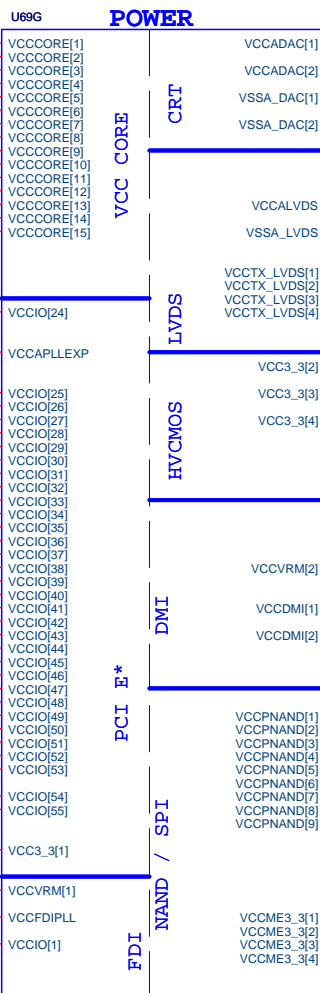 U69G
POWER
VCCCORE[1]
VCCCORE[2]
VCCCORE[3]
VCCCORE[4]
VCCCORE[5]
VCCCORE[6]
VCCCORE[7]
VCCCORE[8]
VCCCORE[9]
VCCCORE[10]
VCCCORE[11]
VCCCORE[12]
VCCCORE[13]
VCCCORE[14]
VCCCORE[15]
VCC CORE
VCCIO[24]
VCCAPLLEXP
VCCIO[25]
VCCIO[26]
VCCIO[27]
VCCIO[28]
VCCIO[29]
VCCIO[30]
VCCIO[31]
VCCIO[32]
VCCIO[33]
VCCIO[34]
VCCIO[35]
VCCIO[36]
VCCIO[37]
VCCIO[38]
VCCIO[39]
VCCIO[40]
VCCIO[41]
VCCIO[42]
VCCIO[43]
VCCIO[44]
VCCIO[45]
VCCIO[46]
VCCIO[47]
VCCIO[48]
VCCIO[49]
VCCIO[50]
VCCIO[51]
VCCIO[52]
VCCIO[53]
VCCIO[54]
VCCIO[55]
VCC3_3[1]
PCI E*
VCCVRM[1]
VCCFDIPLL
VCCIO[1]
FDI
CRT
VCCADAC[1]
VCCADAC[2]
VSSA_DAC[1]
VSSA_DAC[2]
LVDS
VCCALVDS
VSSA_LVDS
VCCTX_LVDS[1]
VCCTX_LVDS[2]
VCCTX_LVDS[3]
VCCTX_LVDS[4]
HVCMOS
VCC3_3[2]
VCC3_3[3]
VCC3_3[4]
DMI
VCCVRM[2]
VCCDMI[1]
VCCDMI[2]
NAND / SPI
VCCPNAND[1]
VCCPNAND[2]
VCCPNAND[3]
VCCPNAND[4]
VCCPNAND[5]
VCCPNAND[6]
VCCPNAND[7]
VCCPNAND[8]
VCCPNAND[9]
VCCME3_3[1]
VCCME3_3[2]
VCCME3_3[3]
VCCME3_3[4]